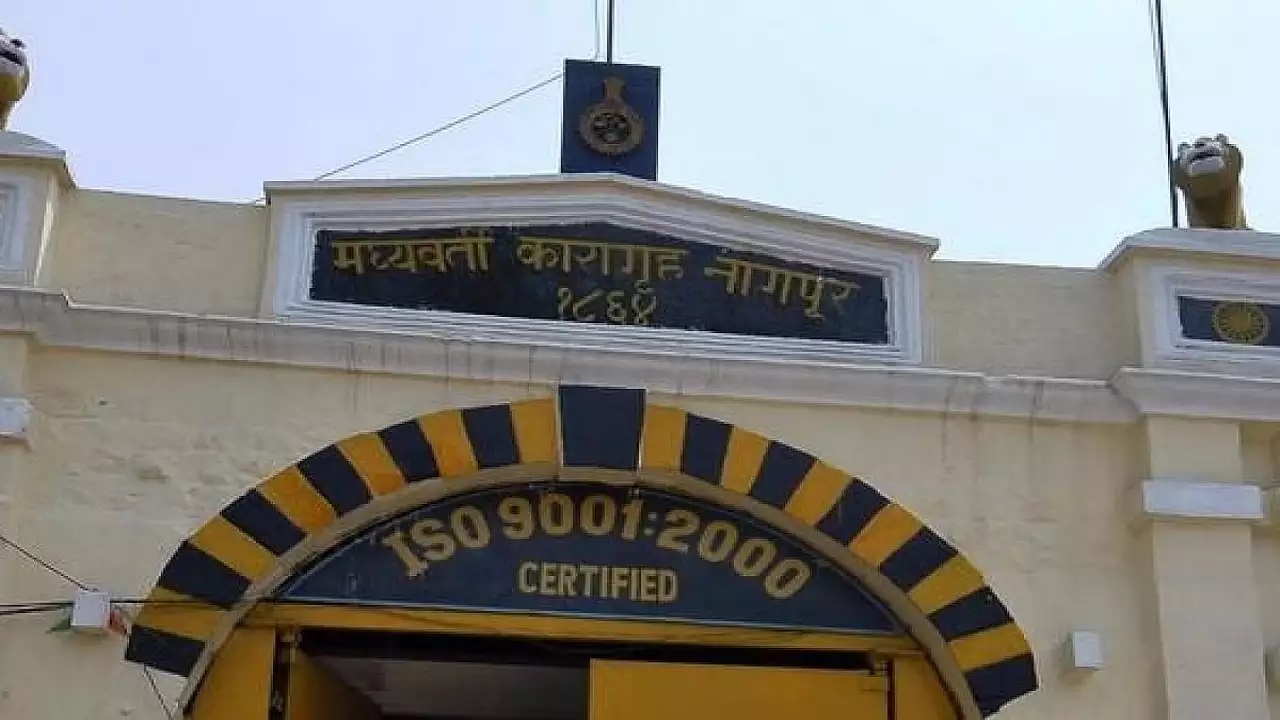 मध्यवर्ती कारागृह नागपूर
१८६४
ISO 9001:2000
CERTIFIED